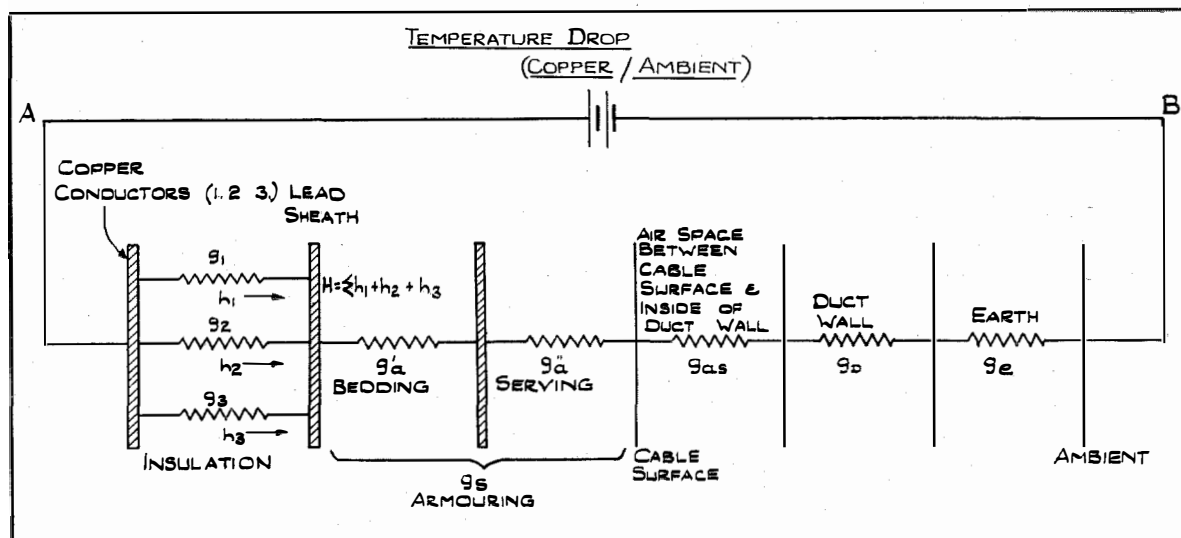 TEMPERATURE DROP
(COPPER / AMBIENT)
A
B
COPPER
CONDUCTORS (1. 2 3.)
LEAD
SHEATH
g1
h1
g2
h2
g3
h3
INSULATION
H=Σh1+h2+h3
g'a
BEDDING
g"a
SERVING
gs
ARMOURING
AIR SPACE
BETWEEN
CABLE
SURFACE &
INSIDE OF
DUCT WALL
gas
CABLE
SURFACE
DUCT
WALL
gD
EARTH
ge
AMBIENT